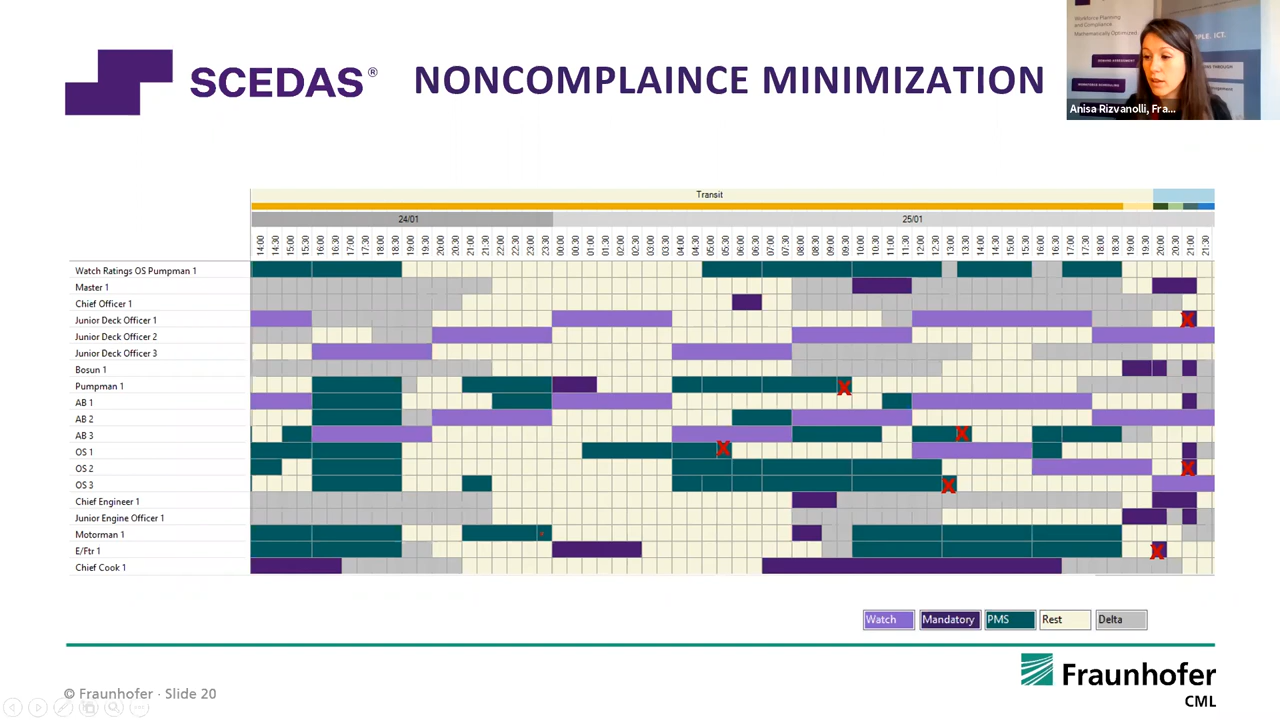 SCEDAS® NONCOMPLAINCE MINIMIZATION
Workforce Planning
and Compliance
Mathematically Optimized
PLE. ICT.
Anisa Rizvanolli, Fra...
Transit
24/01 25/01
14:00 14:30 15:00 15:30 16:00 16:30 17:00 17:30 18:00 18:30 19:00 19:30 20:00 20:30 21:00 21:30 22:00 22:30 23:00 23:30 00:00 00:30 01:00 01:30 02:00 02:30 03:00 03:30 04:00 04:30 05:00 05:30 06:00 06:30 07:00 07:30 08:00 08:30 09:00 09:30 10:00 10:30 11:00 11:30 12:00 12:30 13:00 13:30 14:00 14:30 15:00 15:30 16:00 16:30 17:00 17:30 18:00 18:30 19:00 19:30 20:00 20:30 21:00 21:30
Watch Ratings OS Pumpman 1
Master 1
Chief Officer 1
Junior Deck Officer 1
Junior Deck Officer 2
Junior Deck Officer 3
Bosun 1
Pumpman 1
AB 1
AB 2
AB 3
OS 1
OS 2
OS 3
Chief Engineer 1
Junior Engine Officer 1
Motorman 1
E/Ftr 1
Chief Cook 1
Watch Mandatory PMS Rest Delta
Fraunhofer
CML
© Fraunhofer · Slide 20